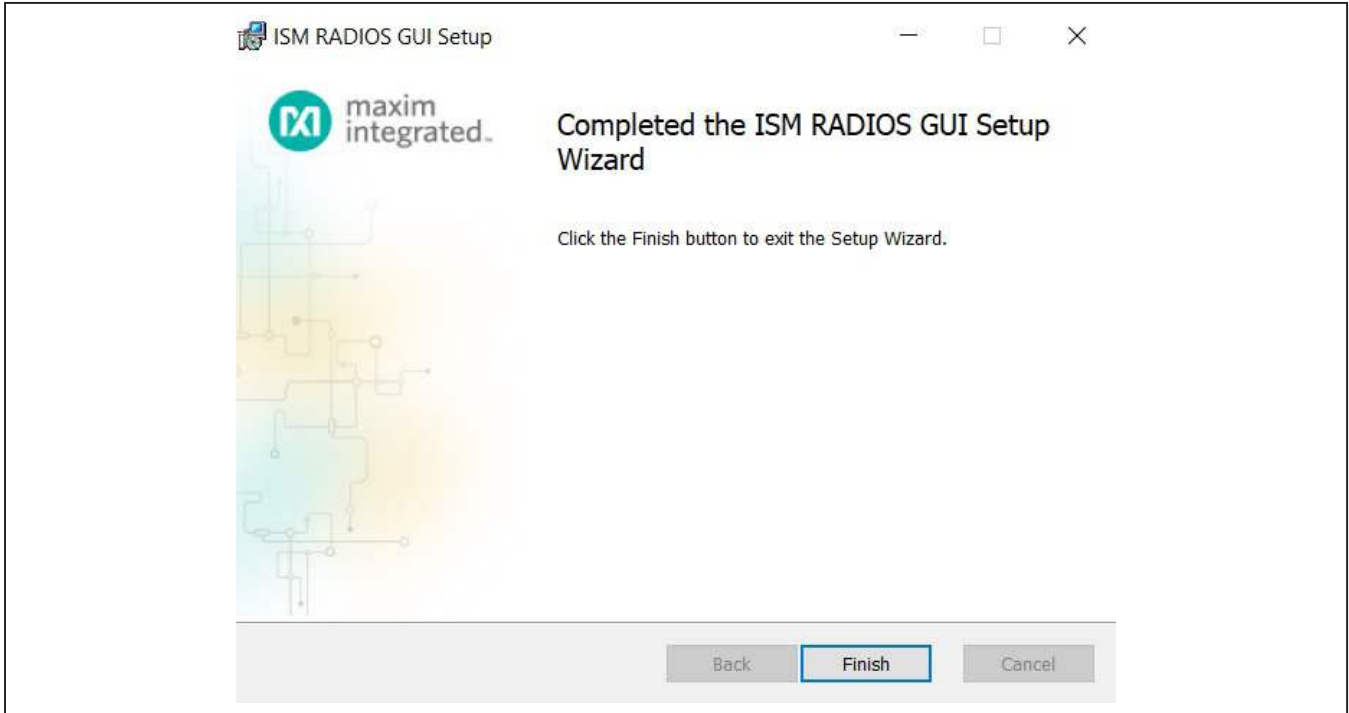 ISM RADIOS GUI Setup
maxim
integrated™
Completed the ISM RADIOS GUI Setup
Wizard
Click the Finish button to exit the Setup Wizard.
Back Finish Cancel